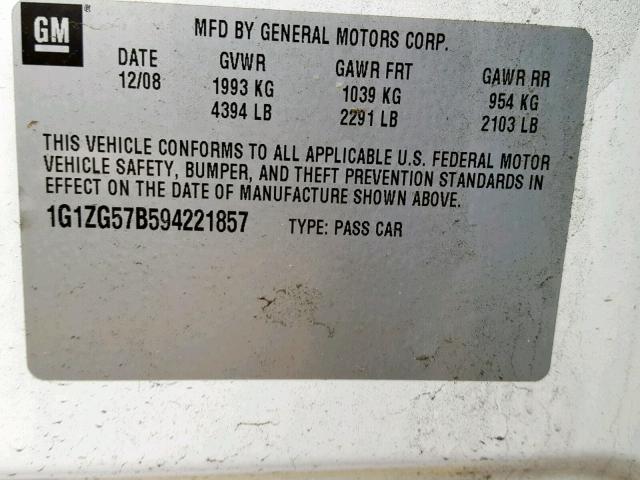 GM
MFD BY GENERAL MOTORS CORP.
DATE GVWR GAWR FRT GAWR RR
12/08 1993 KG 1039 KG 954 KG
4394 LB 2291 LB 2103 LB
THIS VEHICLE CONFORMS TO ALL APPLICABLE U.S. FEDERAL MOTOR
VEHICLE SAFETY, BUMPER, AND THEFT PREVENTION STANDARDS IN
EFFECT ON THE DATE OF MANUFACTURE SHOWN ABOVE.
1G1ZG57B594221857 TYPE: PASS CAR